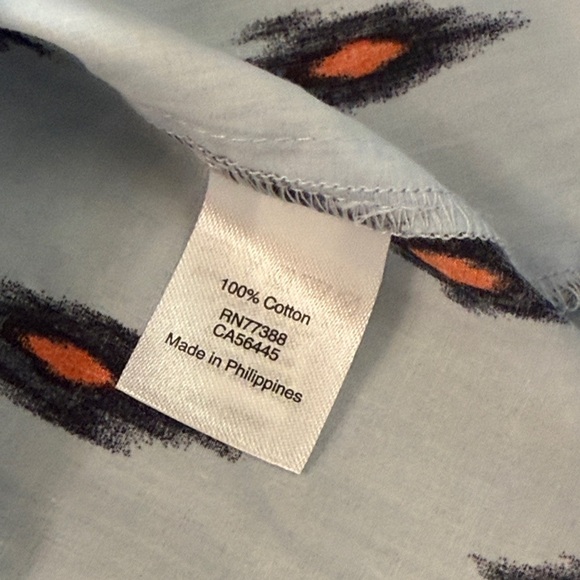 100% Cotton
RN77388
CA56445
Made in Philippines